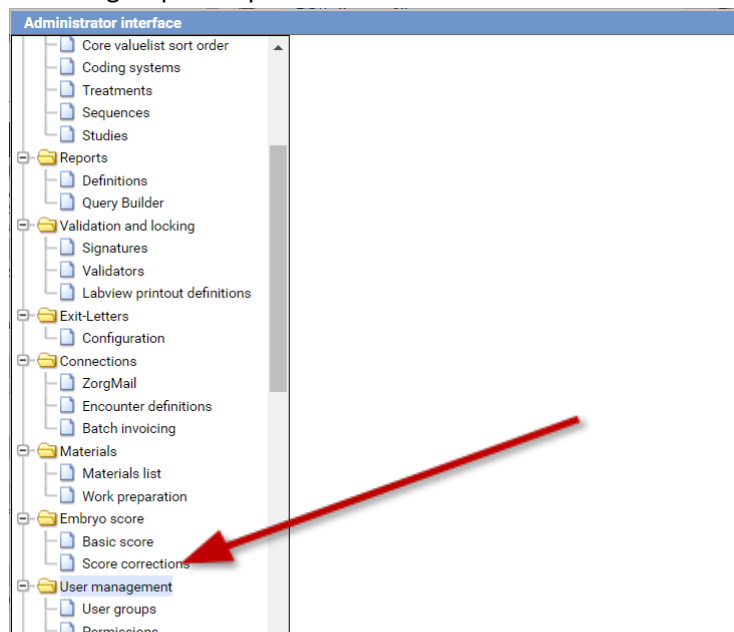 Administrator interface
Core valuelist sort order
Coding systems
Treatments
Sequences
Studies
Reports
Definitions
Query Builder
Validation and locking
Signatures
Validators
Labview printout definitions
Exit-Letters
Configuration
Connections
ZorgMail
Encounter definitions
Batch invoicing
Materials
Materials list
Work preparation
Embryo score
Basic score
Score corrections
User management
User groups
Permissions